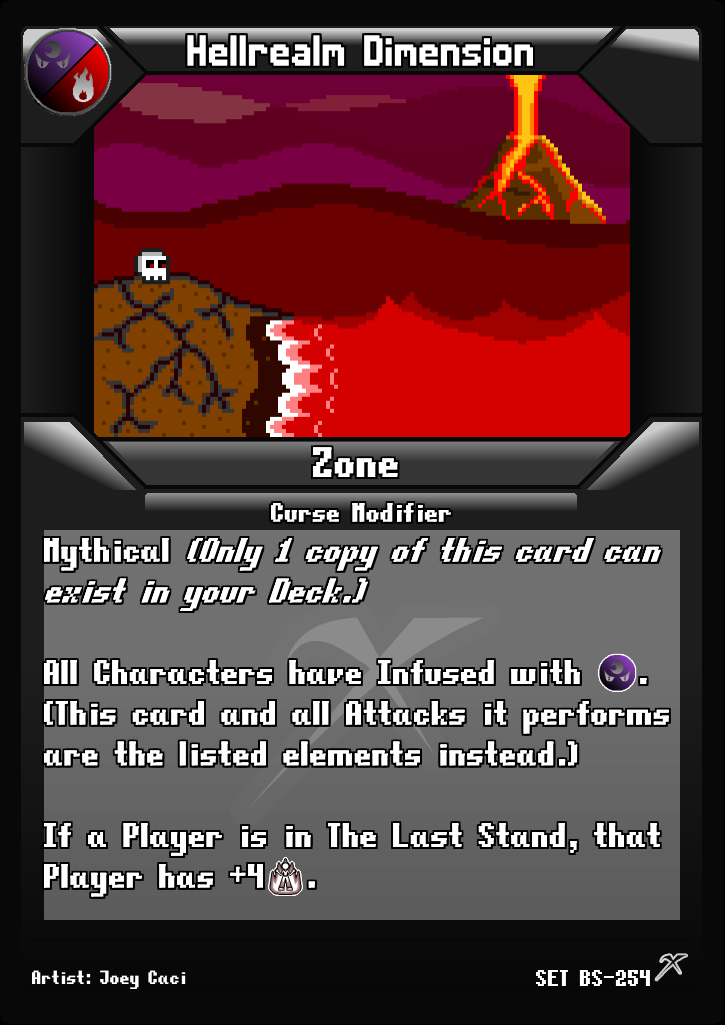 Hellrealm Dimension
Zone
Curse Modifier
Mythical (Only 1 copy of this card can
exist in your Deck.)
All Characters have Infused with .
(This card and all Attacks it performs
are the listed elements instead.)
If a Player is in The Last Stand, that
Player has +4.
Artist: Joey Caci
SET BS-254